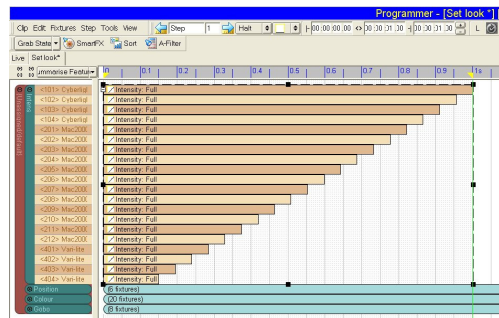 Programmer - [Set look *]
Clip Edit Fixtures Step Tools View Step 1 Halt 00:00:00.00 00:00:01.00 00:00:01.00 L
Grab State SmartFX Sort A-Filter
Live Set look*
ummarise Featur 0 0.1 0.2 0.3 0.4 0.5 0.6 0.7 0.8 0.9 1s
<101> Cyberligl Intensity: Full
<102> Cyberligl Intensity: Full
<103> Cyberligl Intensity: Full
<104> Cyberligl Intensity: Full
<201> Mac2000 Intensity: Full
<202> Mac2000 Intensity: Full
<203> Mac2000 Intensity: Full
<204> Mac2000 Intensity: Full
<205> Mac2000 Intensity: Full
<206> Mac2000 Intensity: Full
<207> Mac2000 Intensity: Full
<208> Mac2000 Intensity: Full
<209> Mac2000 Intensity: Full
<210> Mac2000 Intensity: Full
<211> Mac2000 Intensity: Full
<212> Mac2000 Intensity: Full
<401> Vari-lite Intensity: Full
<402> Vari-lite Intensity: Full
<403> Vari-lite Intensity: Full
<404> Vari-lite Intensity: Full
Position (6 fixtures)
Colour (20 fixtures)
Gobo (8 fixtures)